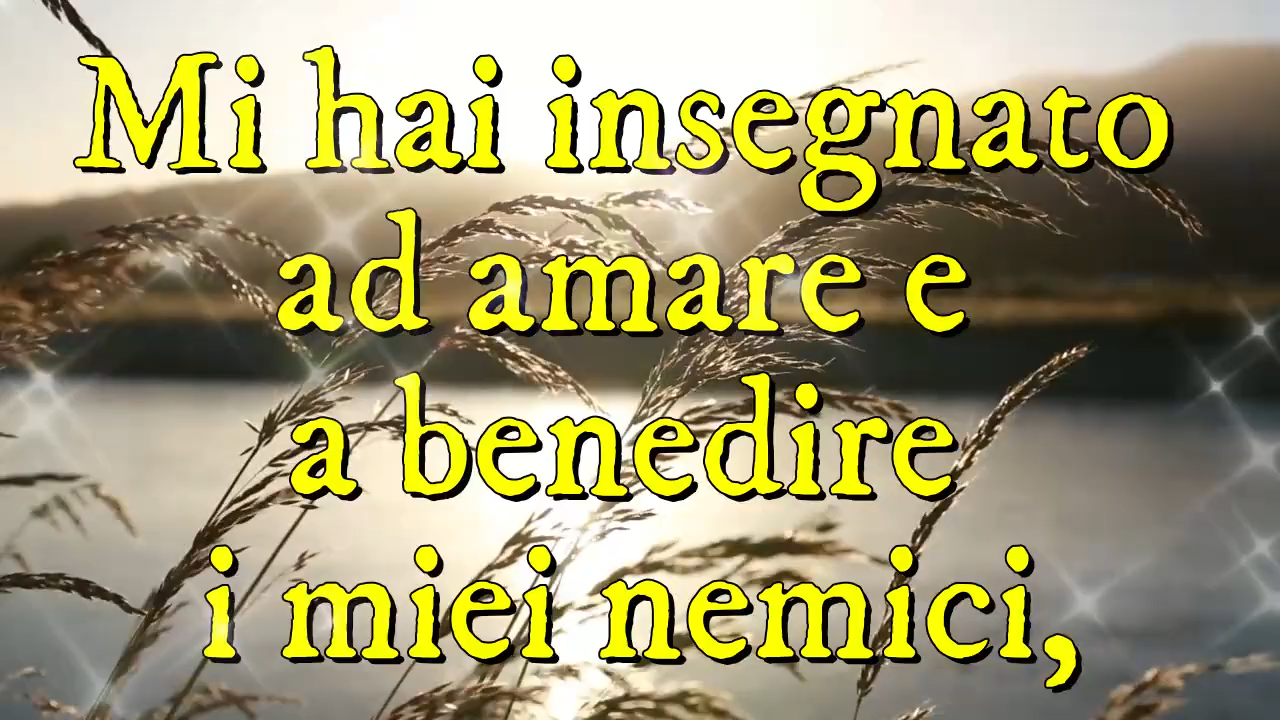 Mi hai insegnato
ad amare e
a benedire
i miei nemici,